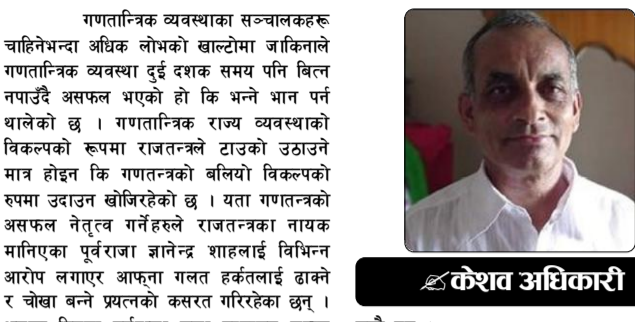 गणतान्त्रिक व्यवस्थाका सञ्चालकहरू
चाहिनेभन्दा अधिक लोभको खाल्टोमा जाकिनाले
गणतान्त्रिक व्यवस्था दुई दशक समय पनि बित्न
नपाउँदै असफल भएको हो कि भन्ने भान पर्न
थालेको छ । गणतान्त्रिक राज्य व्यवस्थाको
विकल्पको रूपमा राजतन्त्रले टाउको उठाउने
मात्र होइन कि गणतन्त्रको बलियो विकल्पको
रुपमा उदाउन खोजिरहेको छ । यता गणतन्त्रको
असफल नेतृत्व गर्नेहरुले राजतन्त्रका नायक
मानिएका पूर्वराजा ज्ञानेन्द्र शाहलाई विभिन्न
आरोप लगाएर आफ्ना गलत हर्कतलाई ढाक्ने
र चोखा बन्ने प्रयत्नको कसरत गरिरहेका छन् ।
केशव अधिकारी